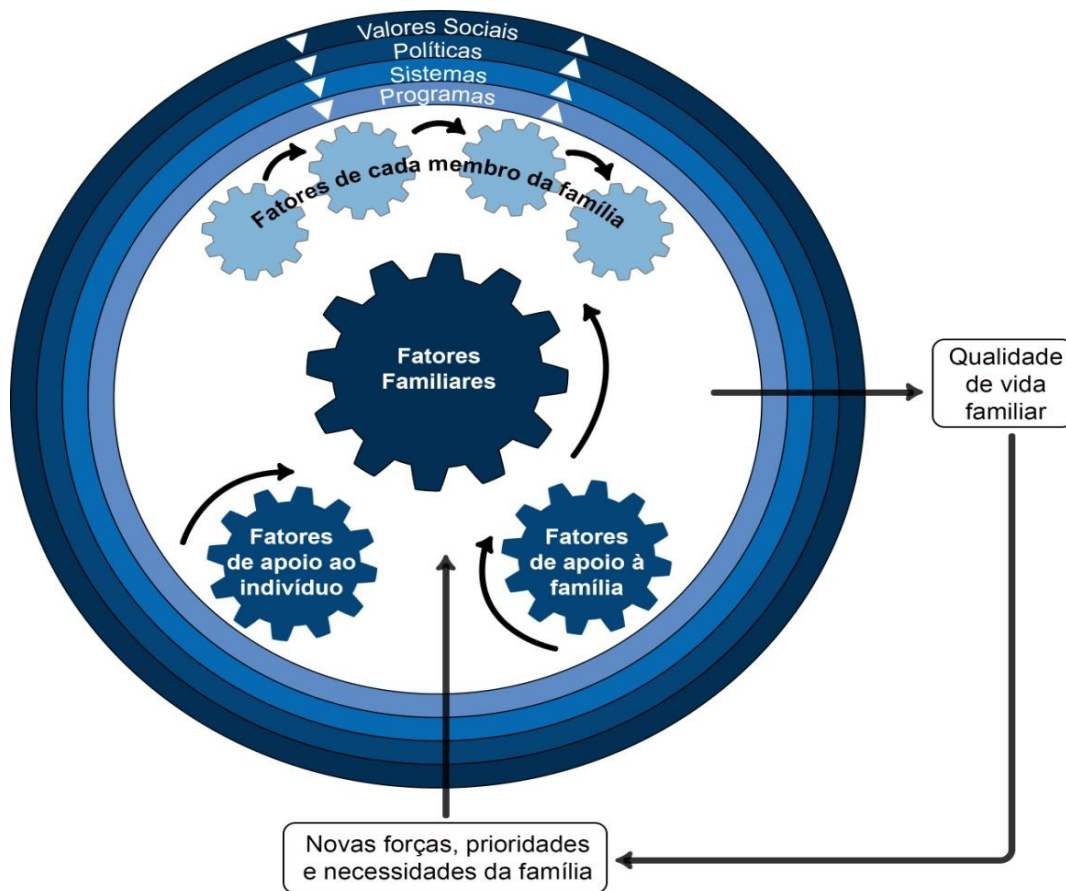 Valores Sociais
Políticas
Sistemas
Programas
Fatores de cada membro da família
Fatores
Familiares
Qualidade
de vida
familiar
Fatores
de apoio ao
indivíduo
Fatores
de apoio à
família
Novas forças, prioridades
e necessidades da família